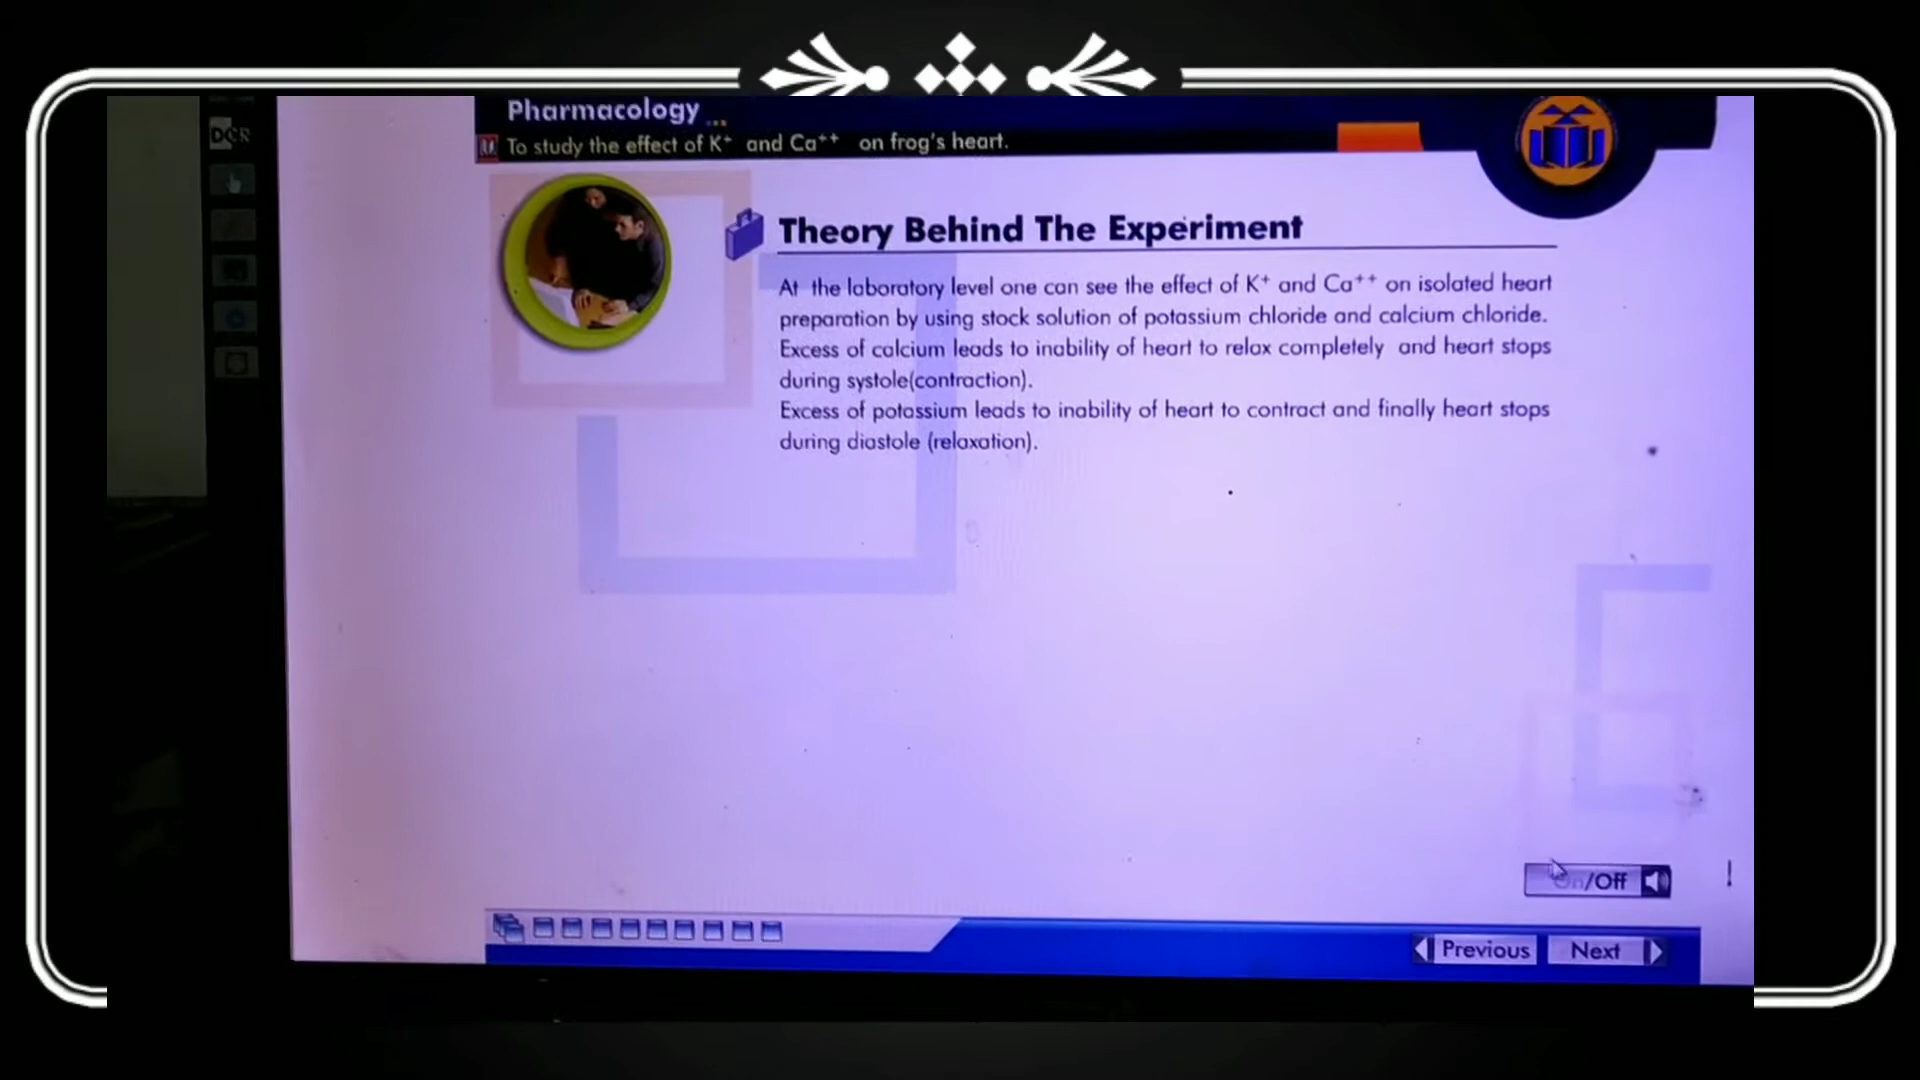 DCR
Pharmacology...
To study the effect of K⁺ and Ca⁺⁺ on frog's heart.
Theory Behind The Experiment
At the laboratory level one can see the effect of K⁺ and Ca⁺⁺ on isolated heart
preparation by using stock solution of potassium chloride and calcium chloride.
Excess of calcium leads to inability of heart to relax completely and heart stops
during systole(contraction).
Excess of potassium leads to inability of heart to contract and finally heart stops
during diastole (relaxation).
On/Off
Previous
Next